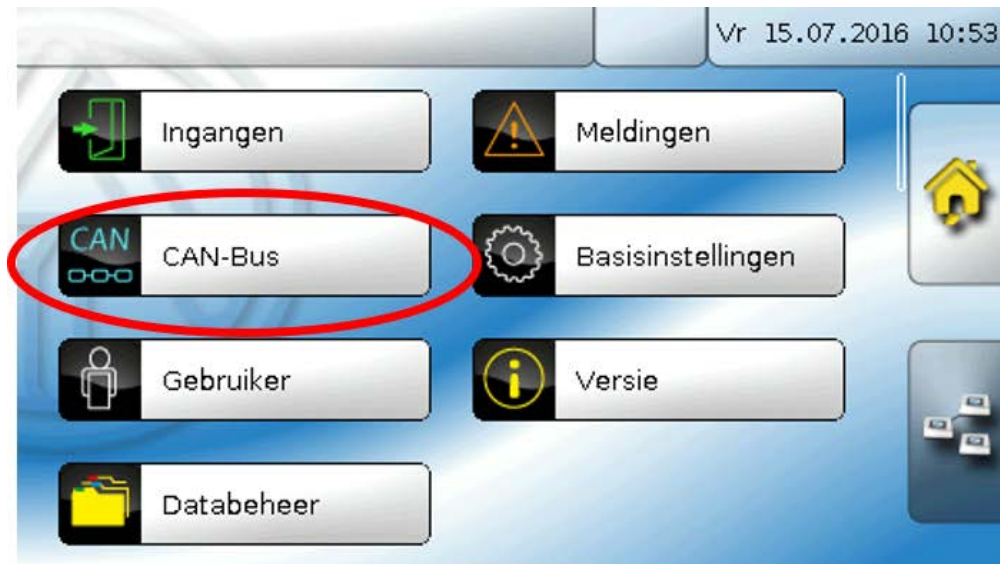 Vr 15.07.2016 10:53
Ingangen
Meldingen
CAN
CAN-Bus
Basisinstellingen
Gebruiker
Versie
Databeheer